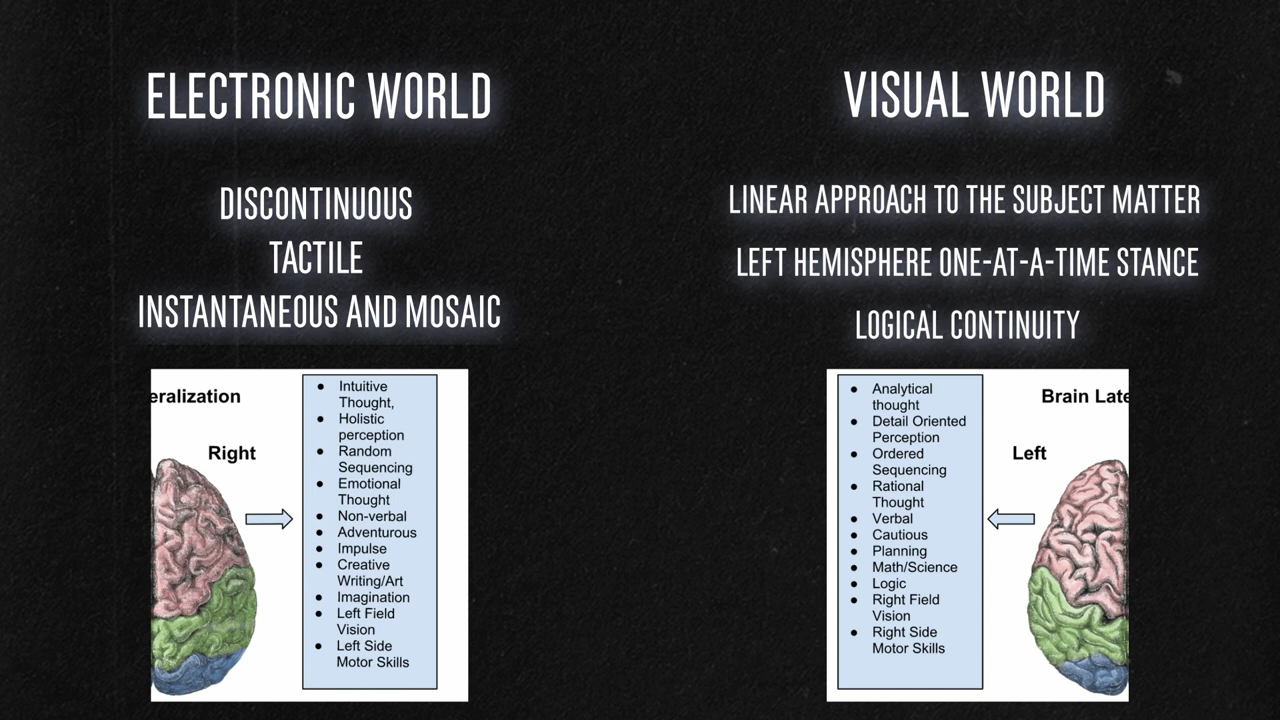 ELECTRONIC WORLD
DISCONTINUOUS
TACTILE
INSTANTANEOUS AND MOSAIC
eralization
Right
● Intuitive
Thought,
● Holistic
perception
● Random
Sequencing
● Emotional
Thought
● Non-verbal
● Adventurous
● Impulse
● Creative
Writing/Art
● Imagination
● Left Field
Vision
● Left Side
Motor Skills
VISUAL WORLD
LINEAR APPROACH TO THE SUBJECT MATTER
LEFT HEMISPHERE ONE-AT-A-TIME STANCE
LOGICAL CONTINUITY
● Analytical
thought
● Detail Oriented
Perception
● Ordered
Sequencing
● Rational
Thought
● Verbal
● Cautious
● Planning
● Math/Science
● Logic
● Right Field
Vision
● Right Side
Motor Skills
Brain Late
Left